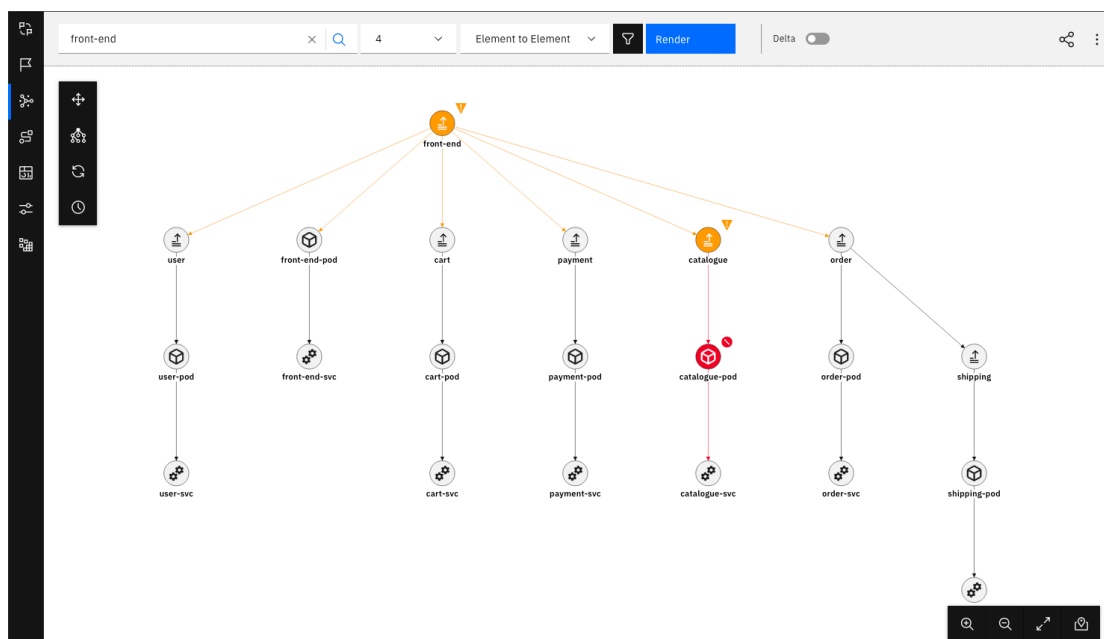 front-end
4
Element to Element
Render
Delta
front-end
user
front-end-pod
cart
payment
catalogue
order
user-pod
front-end-svc
cart-pod
payment-pod
catalogue-pod
order-pod
shipping
user-svc
cart-svc
payment-svc
catalogue-svc
order-svc
shipping-pod